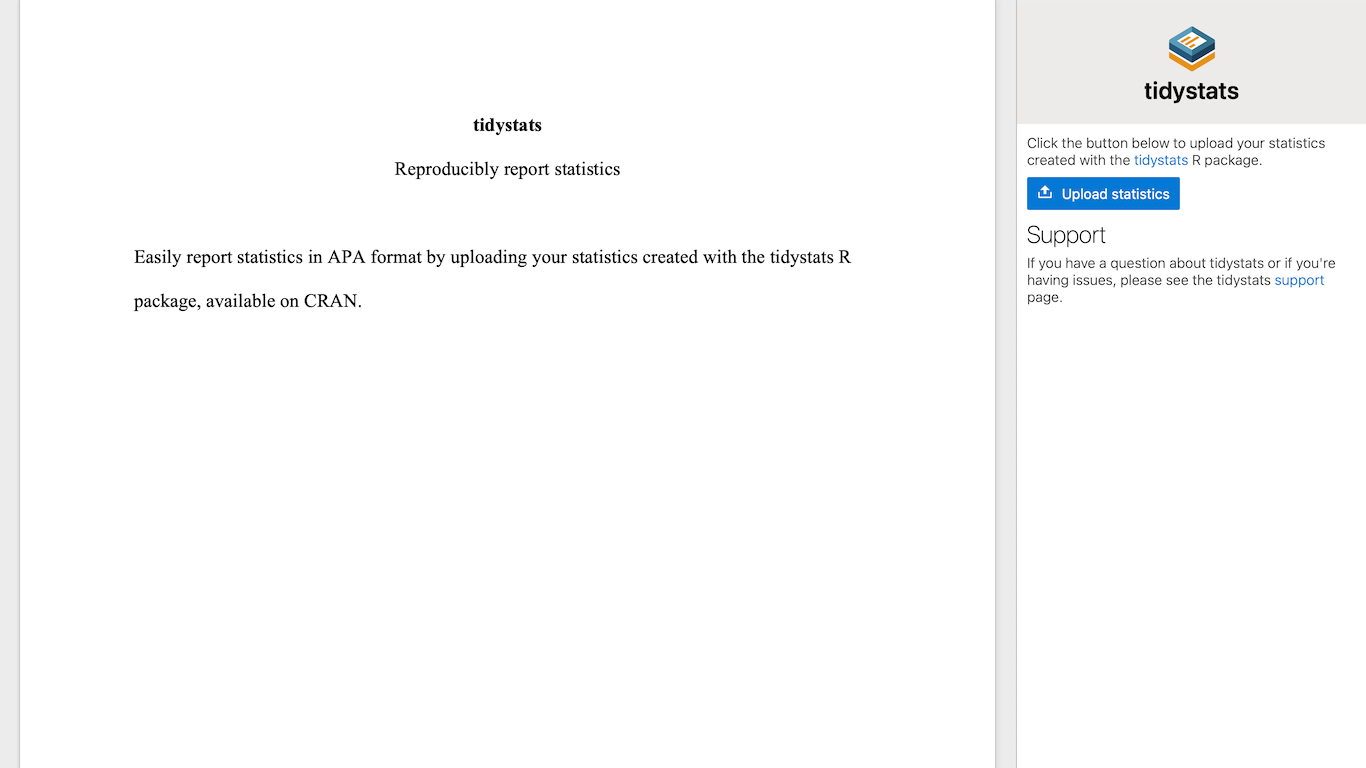 tidystats
Reproducibly report statistics
Easily report statistics in APA format by uploading your statistics created with the tidystats R
package, available on CRAN.
tidystats
Click the button below to upload your statistics
created with the tidystats R package.
Upload statistics
Support
If you have a question about tidystats or if you're
having issues, please see the tidystats support
page.